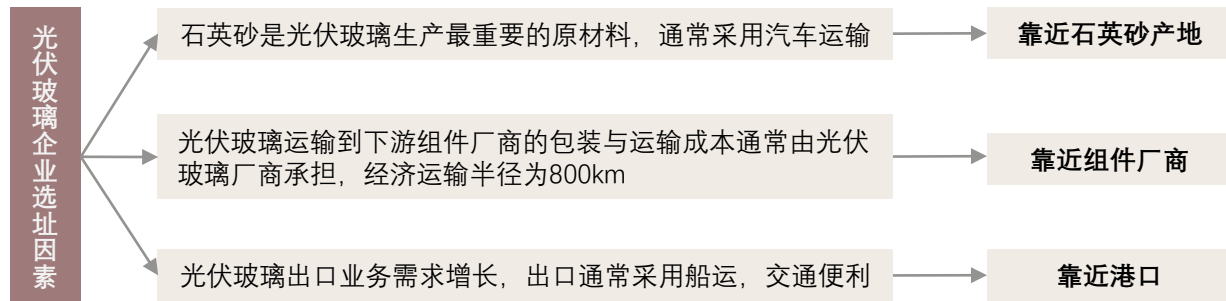 光伏玻璃企业选址因素
石英砂是光伏玻璃生产最重要的原材料，通常采用汽车运输
靠近石英砂产地
光伏玻璃运输到下游组件厂商的包装与运输成本通常由光伏
玻璃厂商承担，经济运输半径为800km
靠近组件厂商
光伏玻璃出口业务需求增长，出口通常采用船运，交通便利
靠近港口